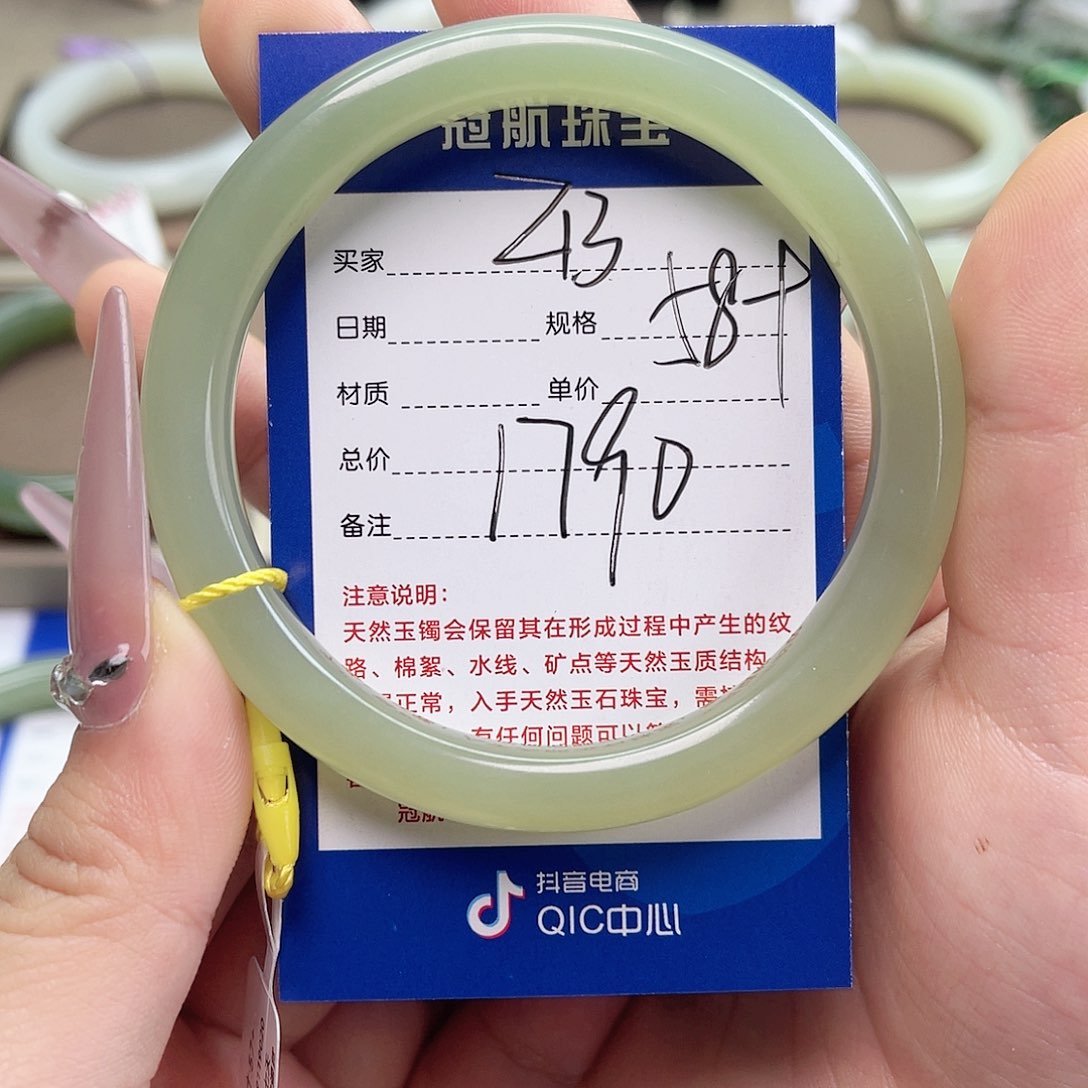 冠航珠宝
买家 Z13
日期 规格 58+
材质 单价
总价 1790
备注
注意说明:
天然玉镯会保留其在形成过程中产生的纹
路、棉絮、水线、矿点等天然玉质结构
正常,入手天然玉石珠宝,需
有任何问题可以
冠航
抖音电商
QIC中心